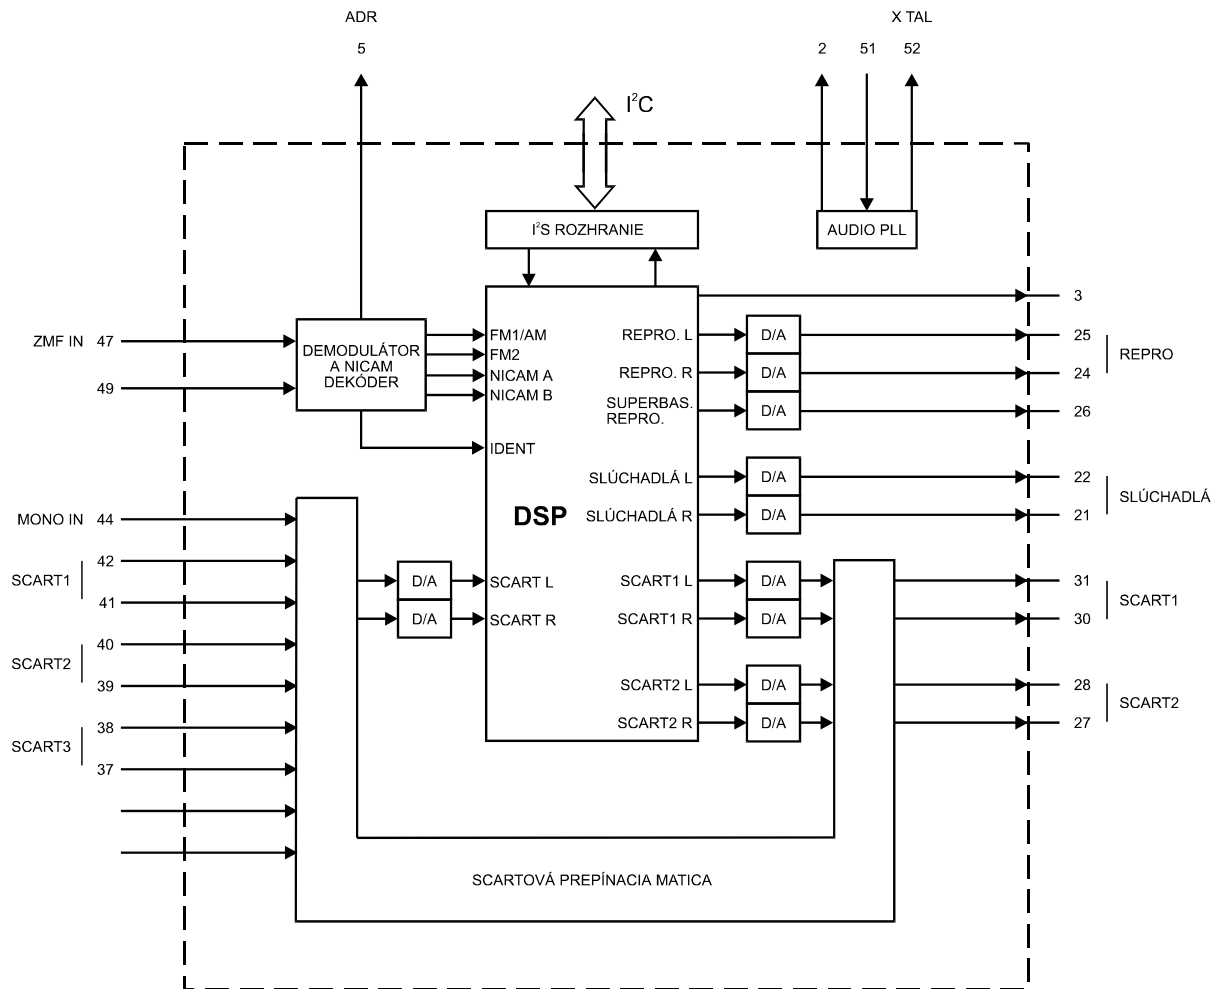 ADR
X TAL
5
2 51 52
I²C
I²S ROZHRANIE
AUDIO PLL
3
ZMF IN 47
49
DEMODULÁTOR
A NICAM
DEKÓDER
FM1/AM
FM2
NICAM A
NICAM B
IDENT
REPRO. L
D/A
25
REPRO
REPRO. R
D/A
24
SUPERBAS.
REPRO.
D/A
26
SLÚCHADLÁ L
D/A
22
SLÚCHADLÁ
DSP
SLÚCHADLÁ R
D/A
21
MONO IN 44
42
SCART1
41
40
SCART2
39
38
SCART3
37
D/A
SCART L
D/A
SCART R
SCART1 L
D/A
31
SCART1
SCART1 R
D/A
30
SCART2 L
D/A
28
SCART2
SCART2 R
D/A
27
SCARTOVÁ PREPÍNACIA MATICA